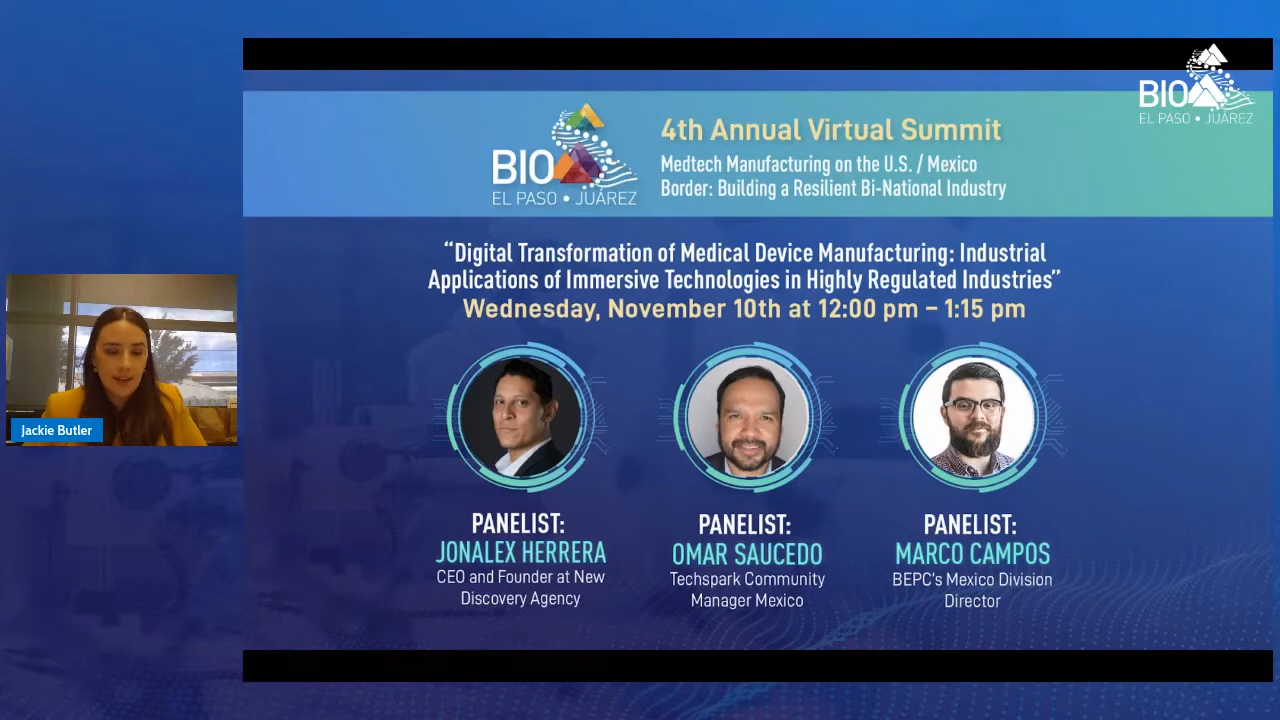 BIO
EL PASO • JUÁREZ
4th Annual Virtual Summit
Medtech Manufacturing on the U.S. / Mexico
Border: Building a Resilient Bi-National Industry
BIO
EL PASO • JUÁREZ
“Digital Transformation of Medical Device Manufacturing: Industrial
Applications of Immersive Technologies in Highly Regulated Industries”
Wednesday, November 10th at 12:00 pm – 1:15 pm
Jackie Butler
PANELIST:
JONALEX HERRERA
CEO and Founder at New
Discovery Agency
PANELIST:
OMAR SAUCEDO
Techspark Community
Manager Mexico
PANELIST:
MARCO CAMPOS
BEPC's Mexico Division
Director